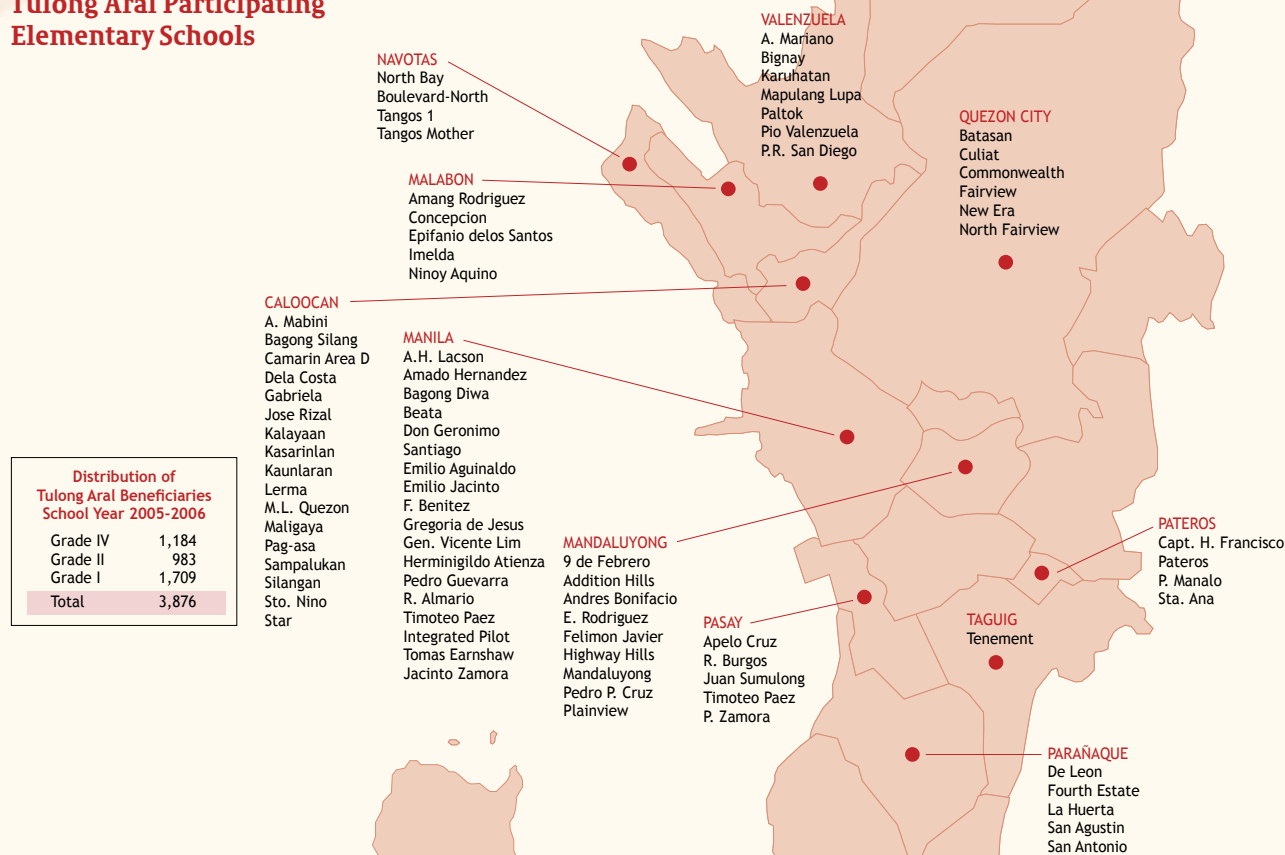 Tulong Aral Participating
Elementary Schools
NAVOTAS
North Bay
Boulevard-North
Tangos 1
Tangos Mother
VALENZUELA
A. Mariano
Bignay
Karuhatan
Mapulang Lupa
Paltok
Pio Valenzuela
P.R. San Diego
QUEZON CITY
Batasan
Culiat
Commonwealth
Fairview
New Era
North Fairview
MALABON
Amang Rodriguez
Concepcion
Epifanio delos Santos
Imelda
Ninoy Aquino
CALOOCAN
A. Mabini
Bagong Silang
Camarin Area D
Dela Costa
Gabriela
Jose Rizal
Kalayaan
Kasarinlan
Kaunlaran
Lerma
M.L. Quezon
Maligaya
Pag-asa
Sampalukan
Silangan
Sto. Nino
Star
MANILA
A.H. Lacson
Amado Hernandez
Bagong Diwa
Beata
Don Geronimo
Santiago
Emilio Aguinaldo
Emilio Jacinto
F. Benitez
Gregoria de Jesus
Gen. Vicente Lim
Herminigildo Atienza
Pedro Guevarra
R. Almario
Timoteo Paez
Integrated Pilot
Tomas Earnshaw
Jacinto Zamora
Distribution of
Tulong Aral Beneficiaries
School Year 2005-2006
Grade IV 1,184
Grade II 983
Grade I 1,709
Total 3,876
MANDALUYONG
9 de Febrero
Addition Hills
Andres Bonifacio
E. Rodriguez
Felimon Javier
Highway Hills
Mandaluyong
Pedro P. Cruz
Plainview
PASAY
Apelo Cruz
R. Burgos
Juan Sumulong
Timoteo Paez
P. Zamora
PATEROS
Capt. H. Francisco
Pateros
P. Manalo
Sta. Ana
TAGUIG
Tenement
PARAÑAQUE
De Leon
Fourth Estate
La Huerta
San Agustin
San Antonio